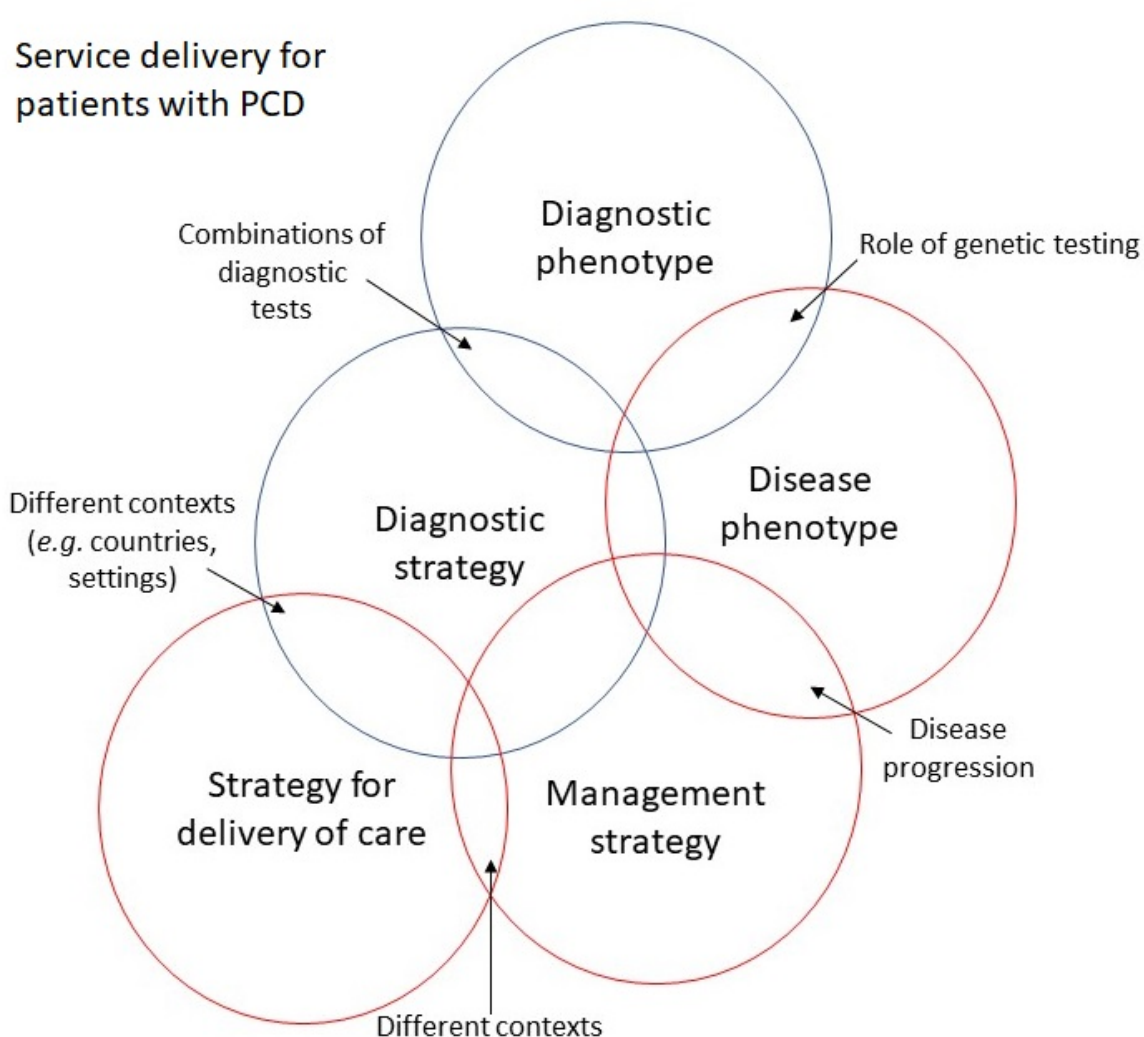 Service delivery for
patients with PCD
Diagnostic
phenotype
Combinations of
diagnostic
tests
Role of genetic testing
Disease
phenotype
Different contexts
(e.g. countries,
settings)
Diagnostic
strategy
Disease
progression
Strategy for
delivery of care
Management
strategy
Different contexts